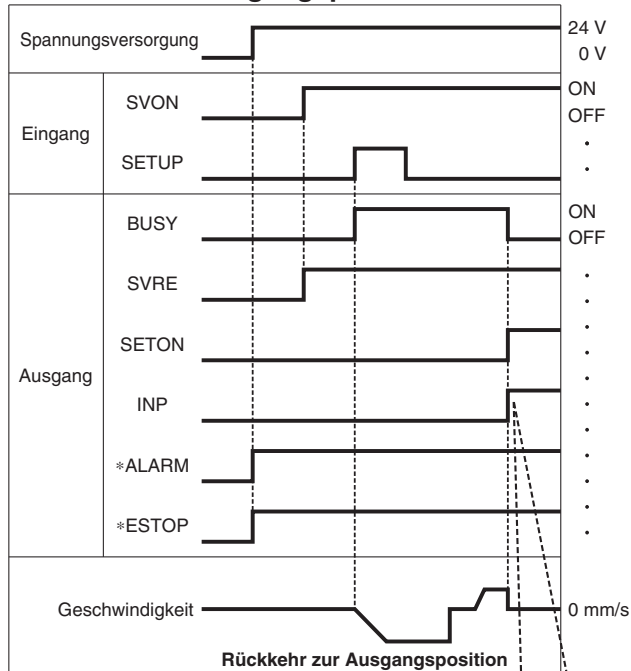 Spannungsversorgung
24 V
0 V
Eingang
SVON
ON
OFF
SETUP
Ausgang
BUSY
ON
OFF
SVRE
SETON
INP
*ALARM
*ESTOP
Geschwindigkeit
0 mm/s
Rückkehr zur Ausgangsposition